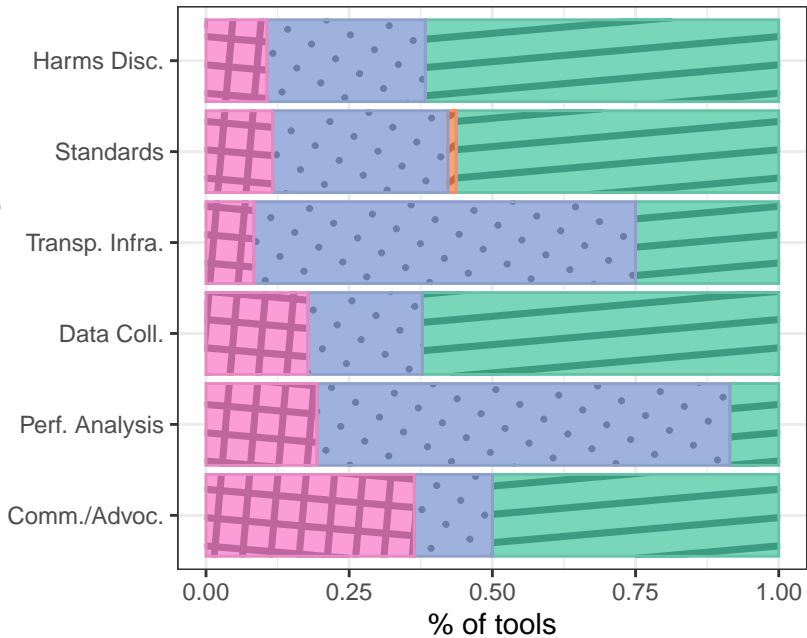 Harms Disc.
Standards
Transp. Infra.
Data Coll.
Perf. Analysis
Comm./Advoc.
0.00 0.25 0.50 0.75 1.00
% of tools